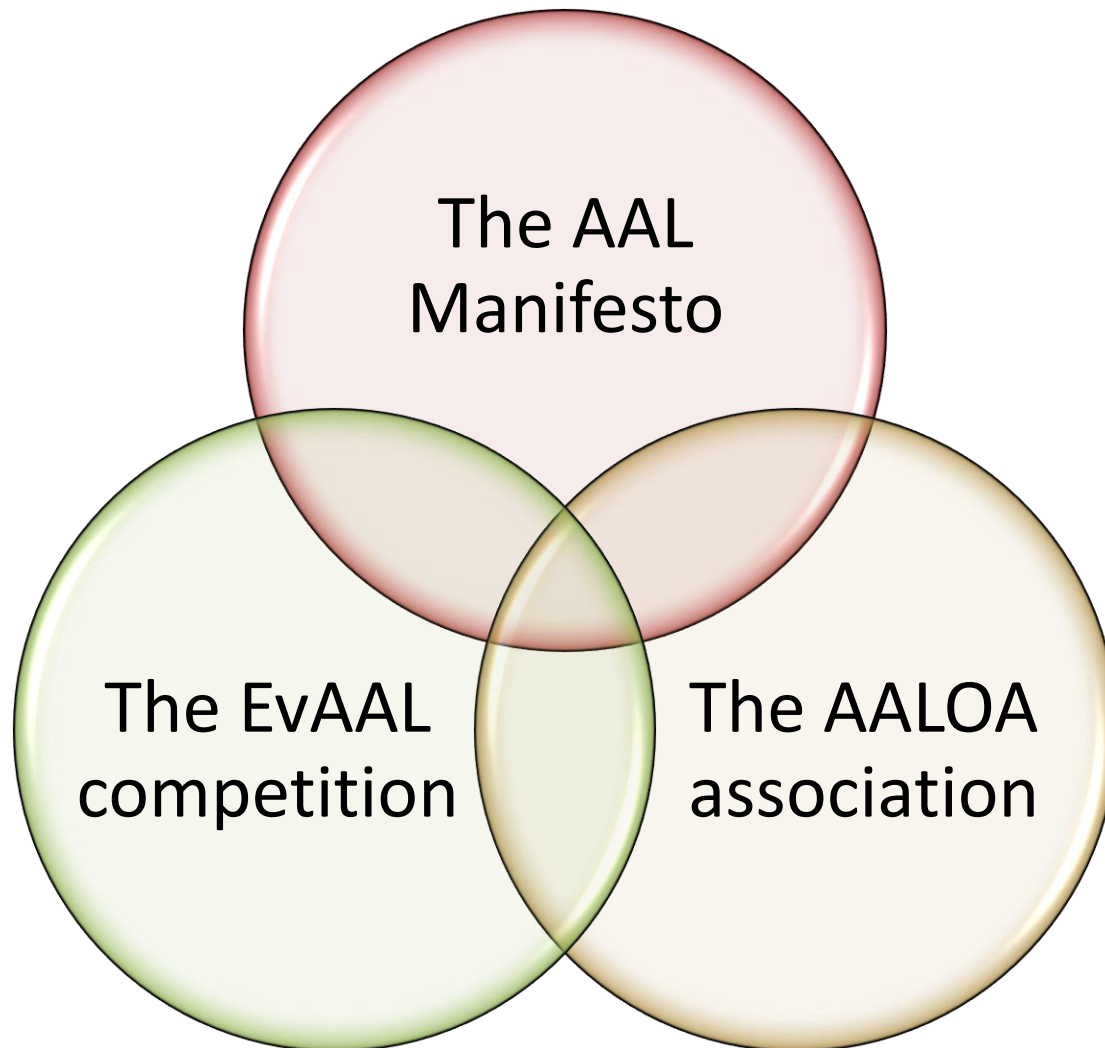 The AAL
Manifesto
The EvAAL
competition
The AALOA
association